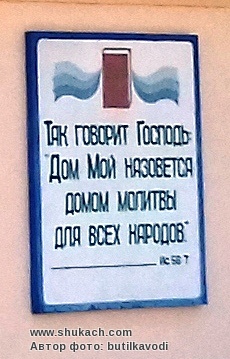 Так говорит Господь:
"Дом Мой назовется
домом молитвы
для всех народов."
Ис 56 7
www.shukach.com
Автор фото: butilkavodi